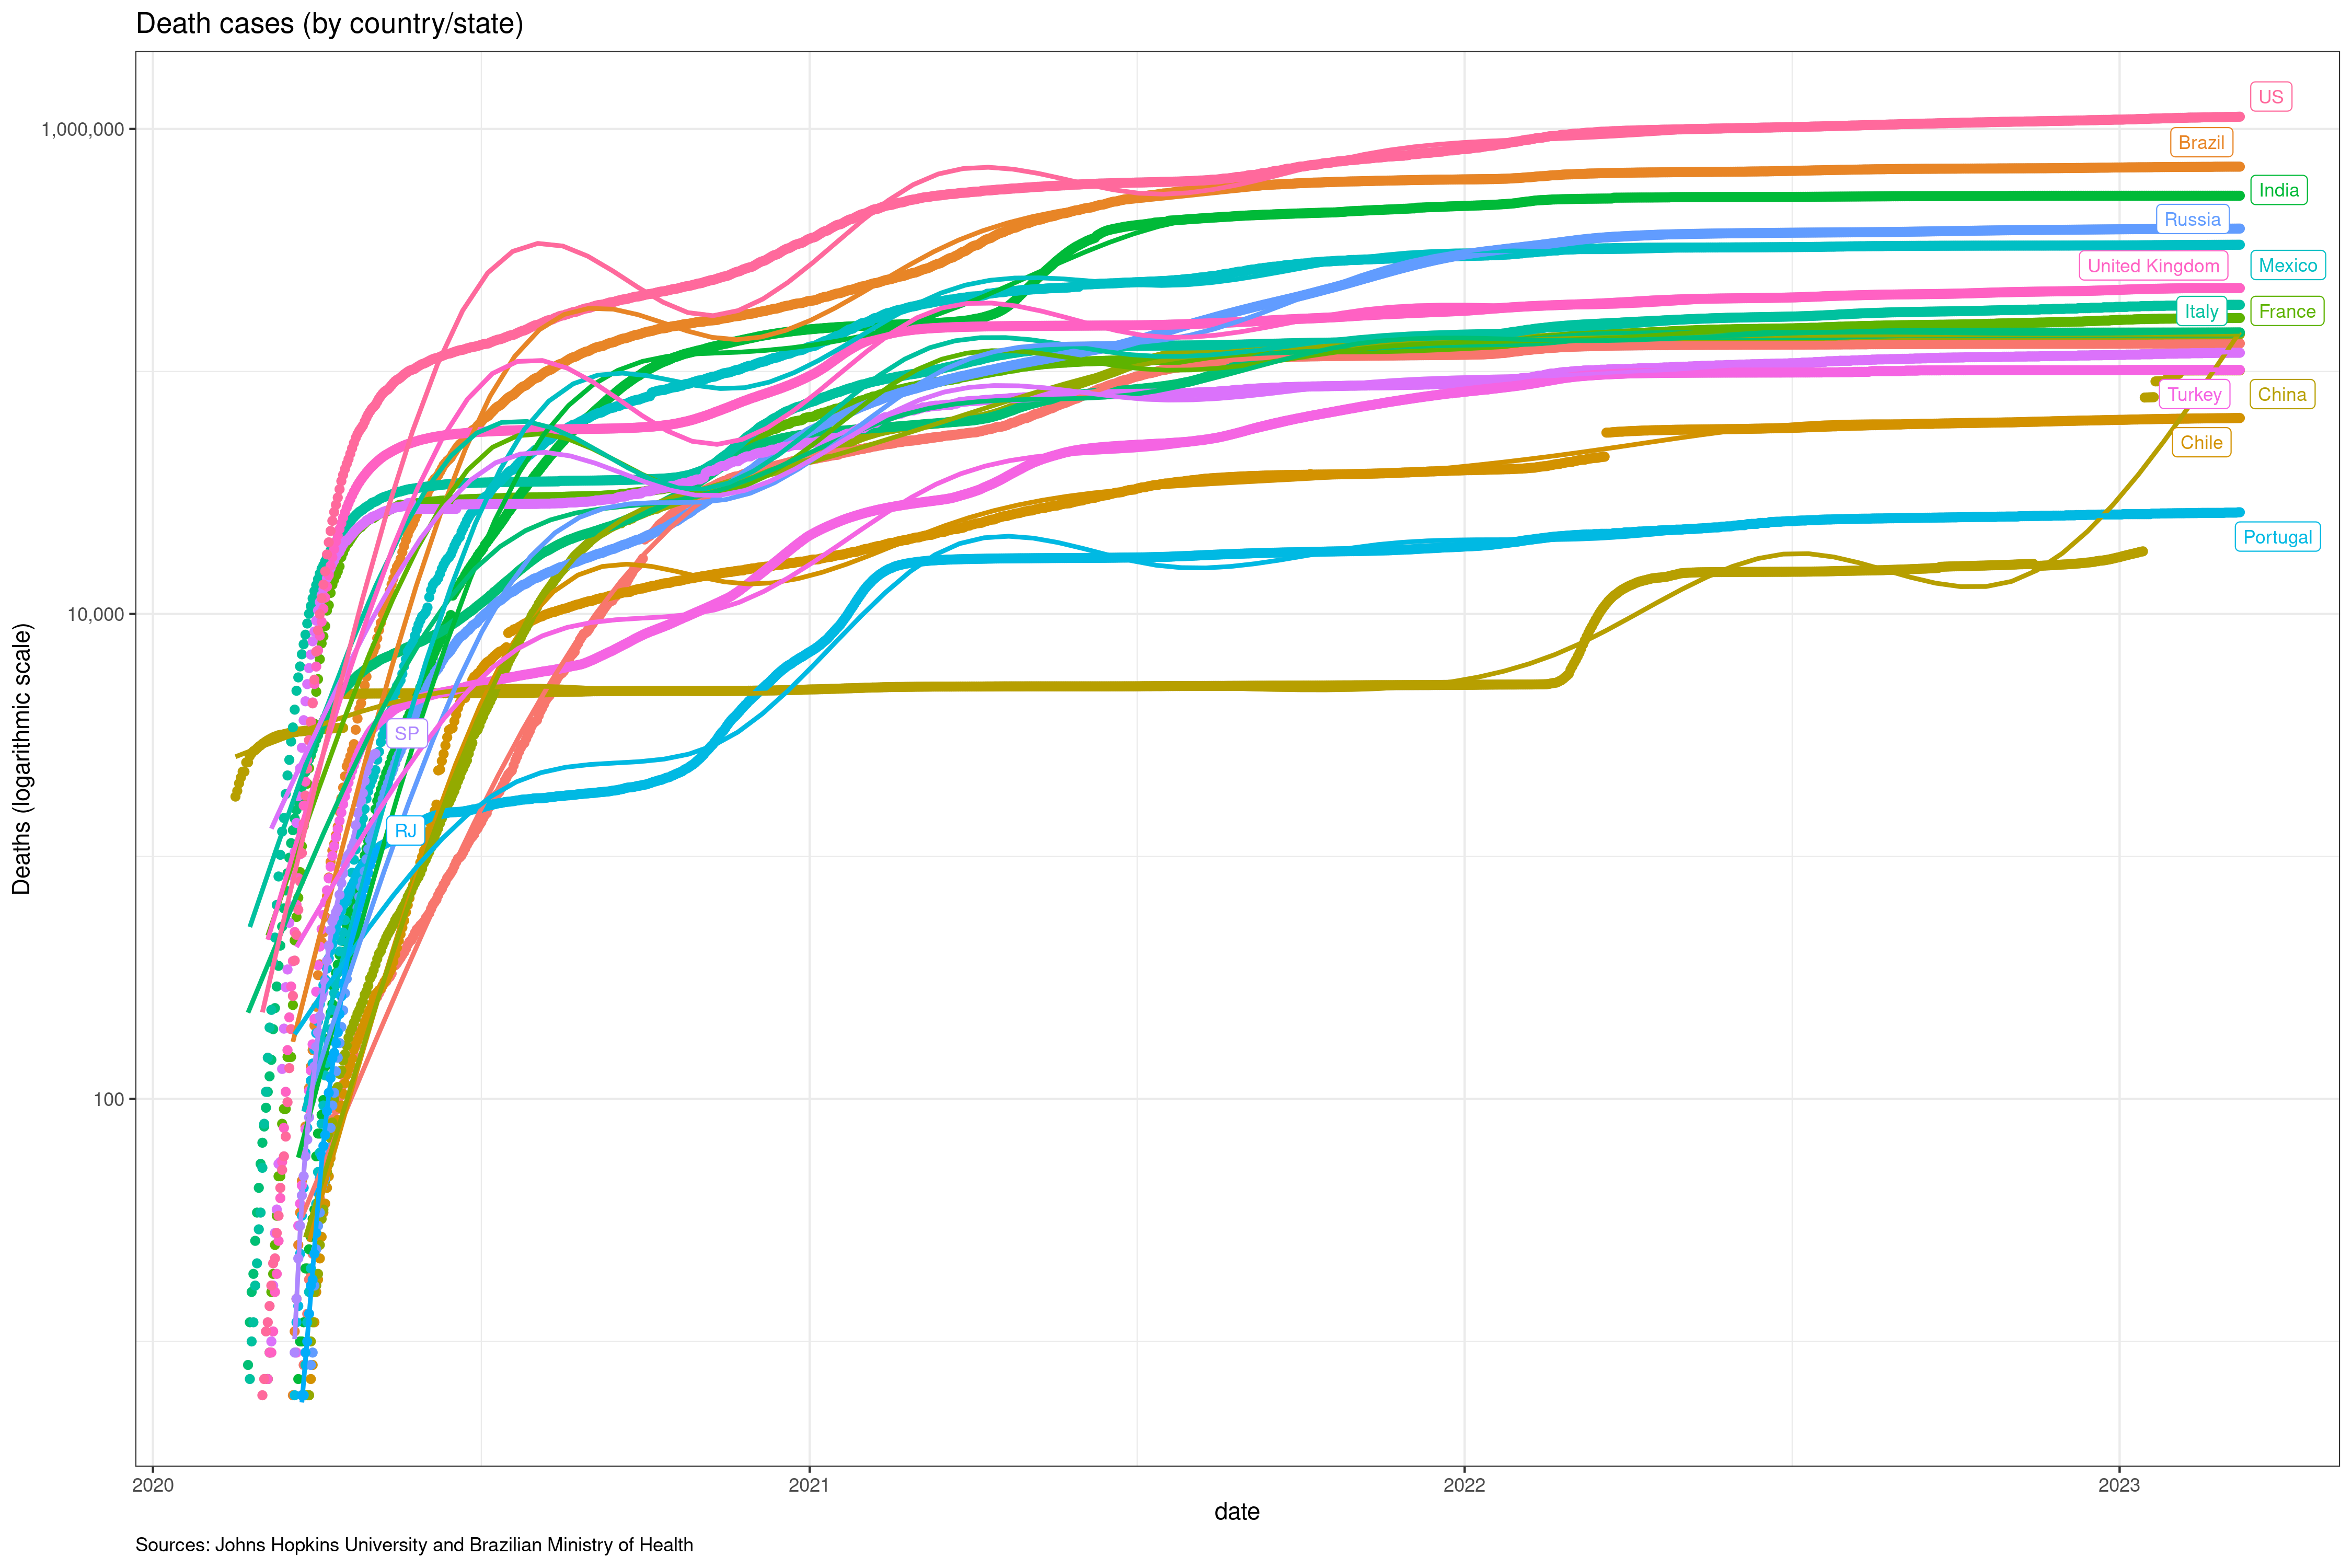 Death cases (by country/state)
US
1,000,000
Brazil
India
Russia
United Kingdom
Mexico
Italy
France
Turkey
China
Chile
Portugal
10,000
SP
RJ
Deaths (logarithmic scale)
100
2020
2021
2022
2023
date
Sources: Johns Hopkins University and Brazilian Ministry of Health